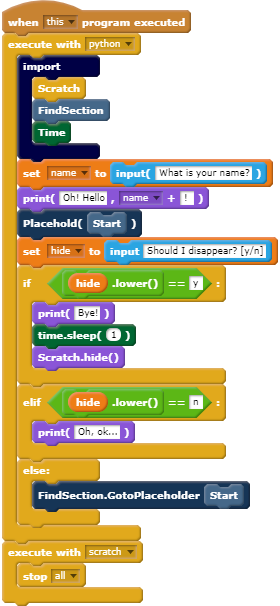 when this program executed
execute with python
import
Scratch
FindSection
Time
set name to input( What is your name? )
print( Oh! Hello , name + ! )
Placehold( Start )
set hide to input Should I disappear? [y/n]
if hide .lower() == y :
print( Bye! )
time.sleep( 1 )
Scratch.hide()
elif hide .lower() == n :
print( Oh, ok... )
else:
FindSection.GotoPlaceholder Start
execute with scratch
stop all